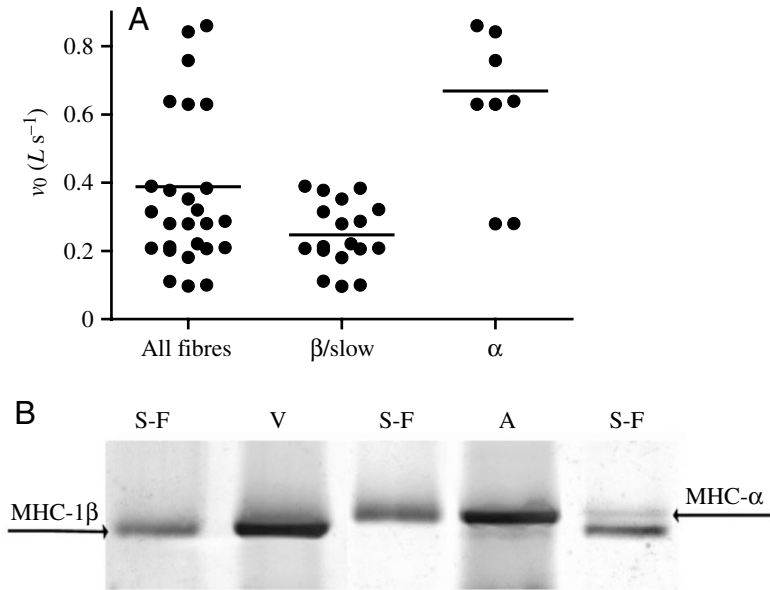 A
0.8
0.6
0.4
0.2
0
v0 (L s−1)
All fibres β/slow α
B
S-F V S-F A S-F
MHC-1β
MHC-α